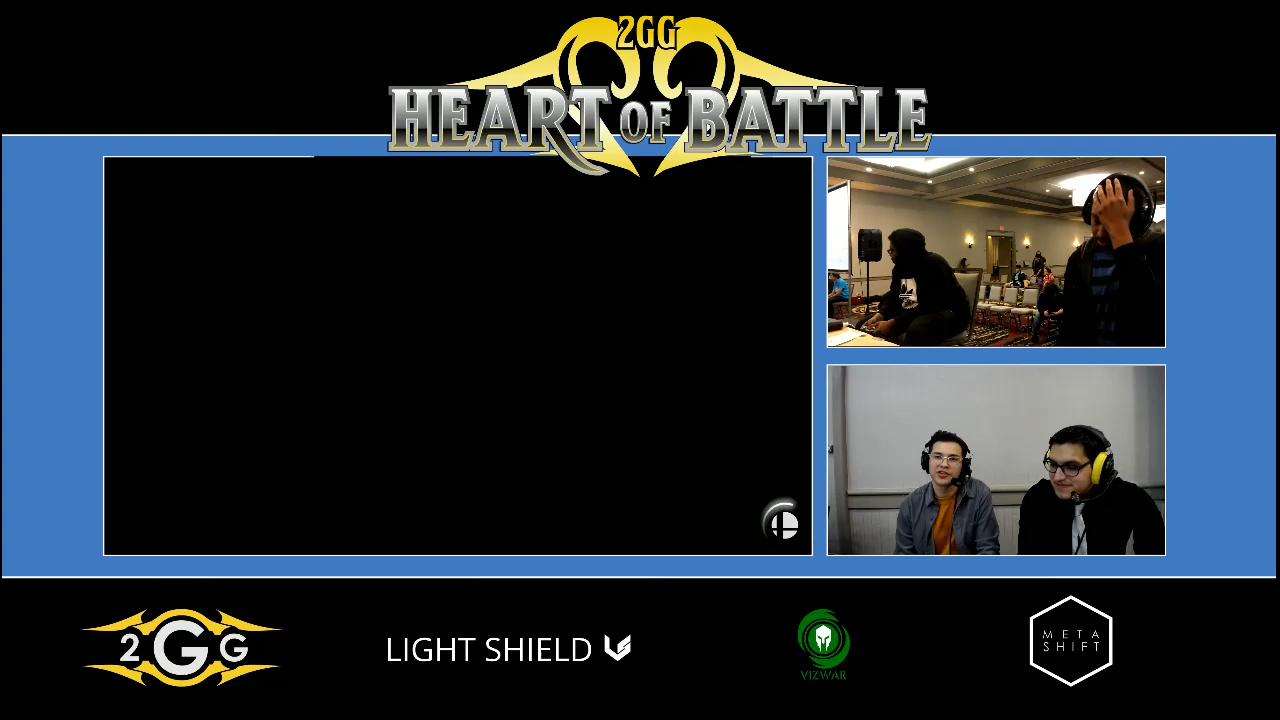 2GG
HEART OF BATTLE
2GG
LIGHT SHIELD
VIZWAR
META
SHIFT